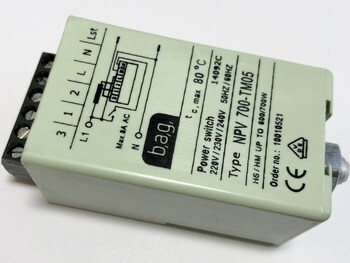 3 1 2 L N Lst
L1
N
Max.8A AC
b.a.g.
tc. max 80 °C
14092C
Power switch
220V/230V/240V 50HZ/60HZ
Type NPV 700-TM05
HS/HM UP TO 600/700W
Order no.: 10010521
CE